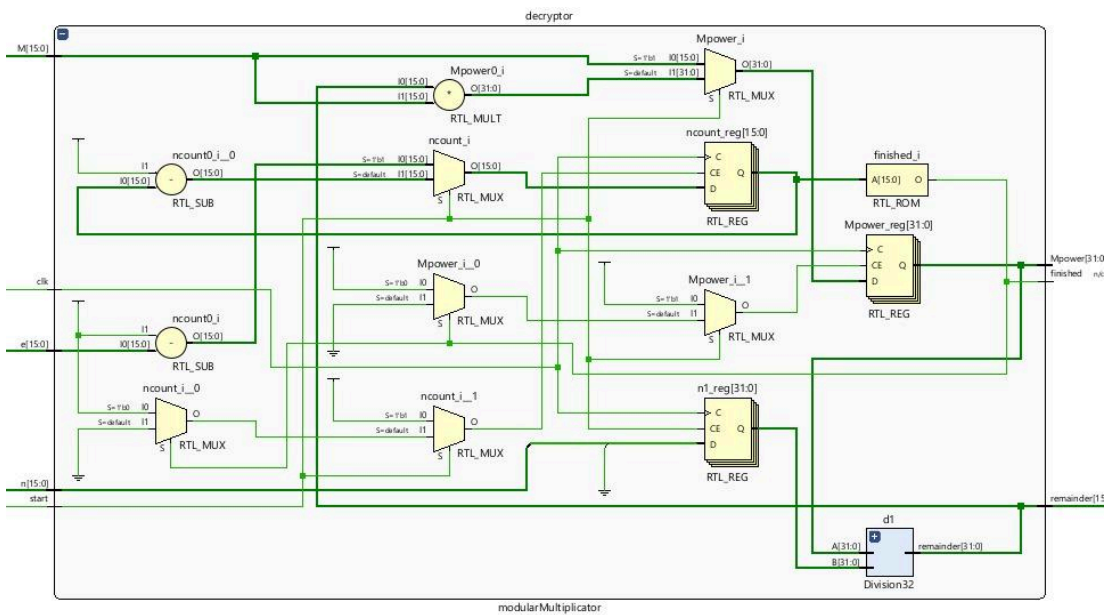 decryptor
M[15:0]
Mpower_i
S=1'b1 I0[15:0]
S=default I1[31:0]
O[31:0]
S
RTL_MUX
Mpower0_i
I0[15:0]
I1[15:0]
*
O[31:0]
RTL_MULT
ncount_i
S=1'b1 I0[15:0]
S=default I1[15:0]
O[15:0]
S
RTL_MUX
ncount0_i__0
I1
I0[15:0]
-
O[15:0]
RTL_SUB
ncount_reg[15:0]
C
CE
D
Q
RTL_REG
finished_i
A[15:0] O
RTL_ROM
Mpower_reg[31:0]
C
CE
D
Q
RTL_REG
Mpower[31:0
finished n/c
Mpower_i__0
S=1'b0 I0
S=default I1
O
S
RTL_MUX
Mpower_i__1
S=1'b1 I0
S=default I1
O
S
RTL_MUX
clk
ncount0_i
I1
I0[15:0]
-
O[15:0]
RTL_SUB
e[15:0]
ncount_i__0
S=1'b0 I0
S=default I1
O
S
RTL_MUX
ncount_i__1
S=1'b1 I0
S=default I1
O
S
RTL_MUX
n1_reg[31:0]
C
CE
D
Q
RTL_REG
n[15:0]
start
remainder[15
d1
A[31:0]
B[31:0]
remainder[31:0]
Division32
modularMultiplicator